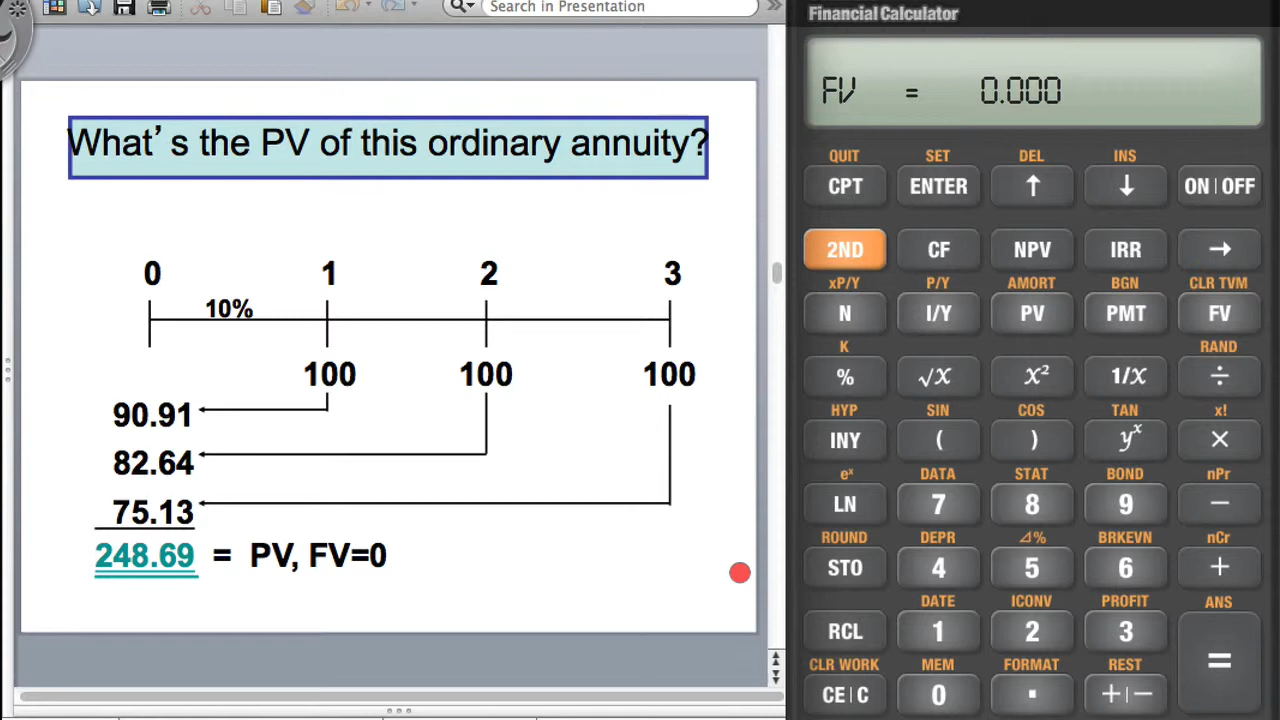 Search in Presentation
What's the PV of this ordinary annuity?
0 1 2 3
10%
100 100 100
90.91
82.64
75.13
248.69 = PV, FV=0
Financial Calculator
FV = 0.000
QUIT SET DEL INS
CPT ENTER ↑ ↓ ON|OFF
2ND CF NPV IRR →
xP/Y P/Y AMORT BGN CLR TVM
N I/Y PV PMT FV
K RAND
% √X X² 1/X ÷
HYP SIN COS TAN x!
INY ( ) yˣ ×
eˣ DATA STAT BOND nPr
LN 7 8 9 −
ROUND DEPR ⊿% BRKEVN nCr
STO 4 5 6 +
DATE ICONV PROFIT ANS
RCL 1 2 3 =
CLR WORK MEM FORMAT REST
CE|C 0 . +|−